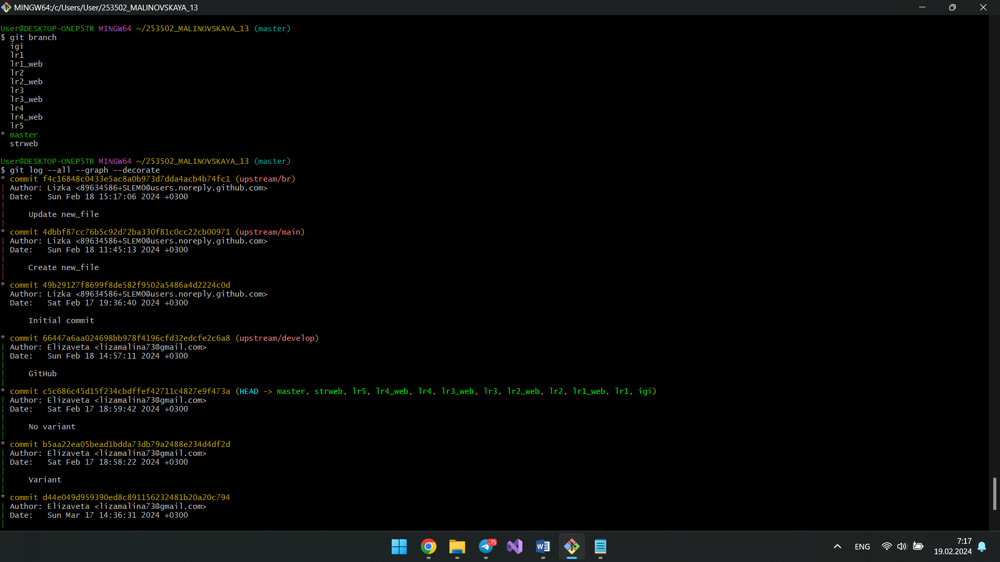 MINGW64:/c/Users/User/253502_MALINOVSKAYA_13
User@DESKTOP-ONEP5TR MINGW64 ~/253502_MALINOVSKAYA_13 (master)
$ git branch
  igi
  lr1
  lr1_web
  lr2
  lr2_web
  lr3
  lr3_web
  lr4
  lr4_web
  lr5
* master
  strweb
User@DESKTOP-ONEP5TR MINGW64 ~/253502_MALINOVSKAYA_13 (master)
$ git log --all --graph --decorate
* commit f4c16848c0433e5ac8a0b973d7dda4acb4b74fc1 (upstream/br)
| Author: Lizka <89634586+SLEM0@users.noreply.github.com>
| Date:   Sun Feb 18 15:17:06 2024 +0300
|
|     Update new_file
|
* commit 4dbbf87cc76b5c92d72ba330f81c0cc22cb00971 (upstream/main)
| Author: Lizka <89634586+SLEM0@users.noreply.github.com>
| Date:   Sun Feb 18 11:45:13 2024 +0300
|
|     Create new_file
|
* commit 49b29127f8699f8de582f9502a5486a4d2224c0d
  Author: Lizka <89634586+SLEM0@users.noreply.github.com>
  Date:   Sat Feb 17 19:36:40 2024 +0300
      Initial commit
* commit 66447a6aa024698bb978f4196cfd32edcfe2c6a8 (upstream/develop)
| Author: Elizaveta <lizamalina73@gmail.com>
| Date:   Sun Feb 18 14:57:11 2024 +0300
|
|     GitHub
|
* commit c5c686c45d15f234cbdffef42711c4827e9f473a (HEAD -> master, strweb, lr5, lr4_web, lr4, lr3_web, lr3, lr2_web, lr2, lr1_web, lr1, igi)
| Author: Elizaveta <lizamalina73@gmail.com>
| Date:   Sat Feb 17 18:59:42 2024 +0300
|
|     No variant
|
* commit b5aa22ea05bead1bdda73db79a2488e234d4df2d
| Author: Elizaveta <lizamalina73@gmail.com>
| Date:   Sat Feb 17 18:58:22 2024 +0300
|
|     Variant
|
* commit d44e049d959390ed8c891156232481b20a20c794
| Author: Elizaveta <lizamalina73@gmail.com>
| Date:   Sun Mar 17 14:36:31 2024 +0300
|
..75
W
ENG
7:17
19.02.2024